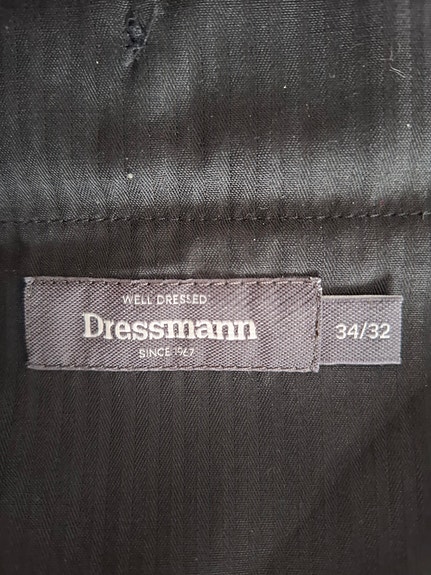 WELL DRESSED
Dressmann
SINCE 1967
34/32